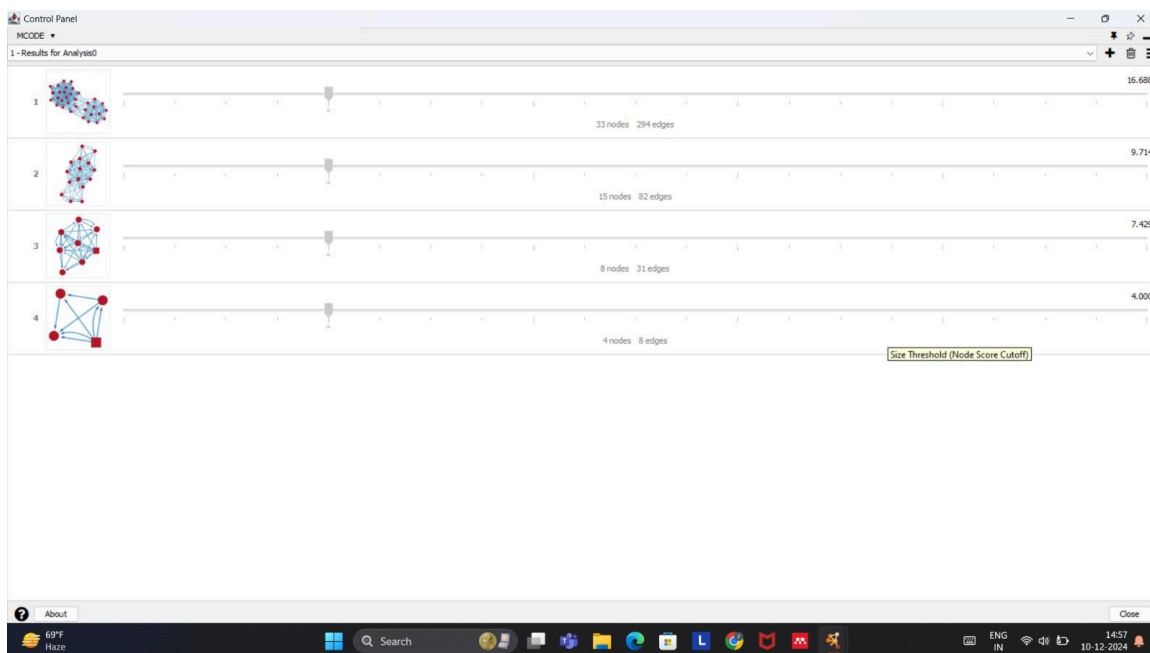 Control Panel
MCODE
1 - Results for Analysis0
16.688
1
33 nodes 294 edges
9.714
2
15 nodes 82 edges
7.429
3
8 nodes 31 edges
4.000
4
4 nodes 8 edges
Size Threshold (Node Score Cutoff)
? About
Close
69°F
Haze
Search
L
ENG
IN
14:57
10-12-2024